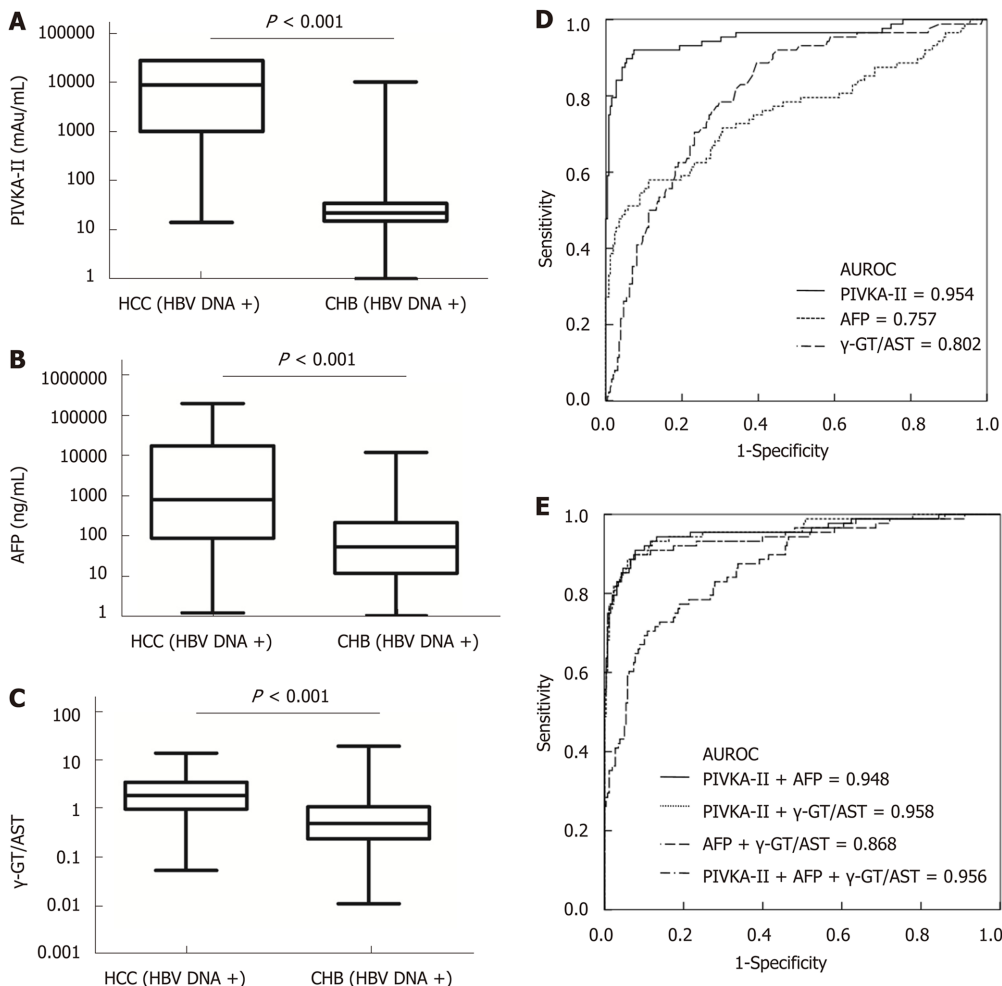 A
P < 0.001
100000
10000
1000
100
10
1
PIVKA-II (mAu/mL)
HCC (HBV DNA +)
CHB (HBV DNA +)
B
P < 0.001
1000000
100000
10000
1000
100
10
1
AFP (ng/mL)
HCC (HBV DNA +)
CHB (HBV DNA +)
C
P < 0.001
100
10
1
0.1
0.01
0.001
γ-GT/AST
HCC (HBV DNA +)
CHB (HBV DNA +)
D
1.0
0.8
0.6
0.4
0.2
0.0
Sensitivity
AUROC
PIVKA-II = 0.954
AFP = 0.757
γ-GT/AST = 0.802
0.0 0.2 0.4 0.6 0.8 1.0
1-Specificity
E
1.0
0.8
0.6
0.4
0.2
0.0
Sensitivity
AUROC
PIVKA-II + AFP = 0.948
PIVKA-II + γ-GT/AST = 0.958
AFP + γ-GT/AST = 0.868
PIVKA-II + AFP + γ-GT/AST = 0.956
0.0 0.2 0.4 0.6 0.8 1.0
1-Specificity